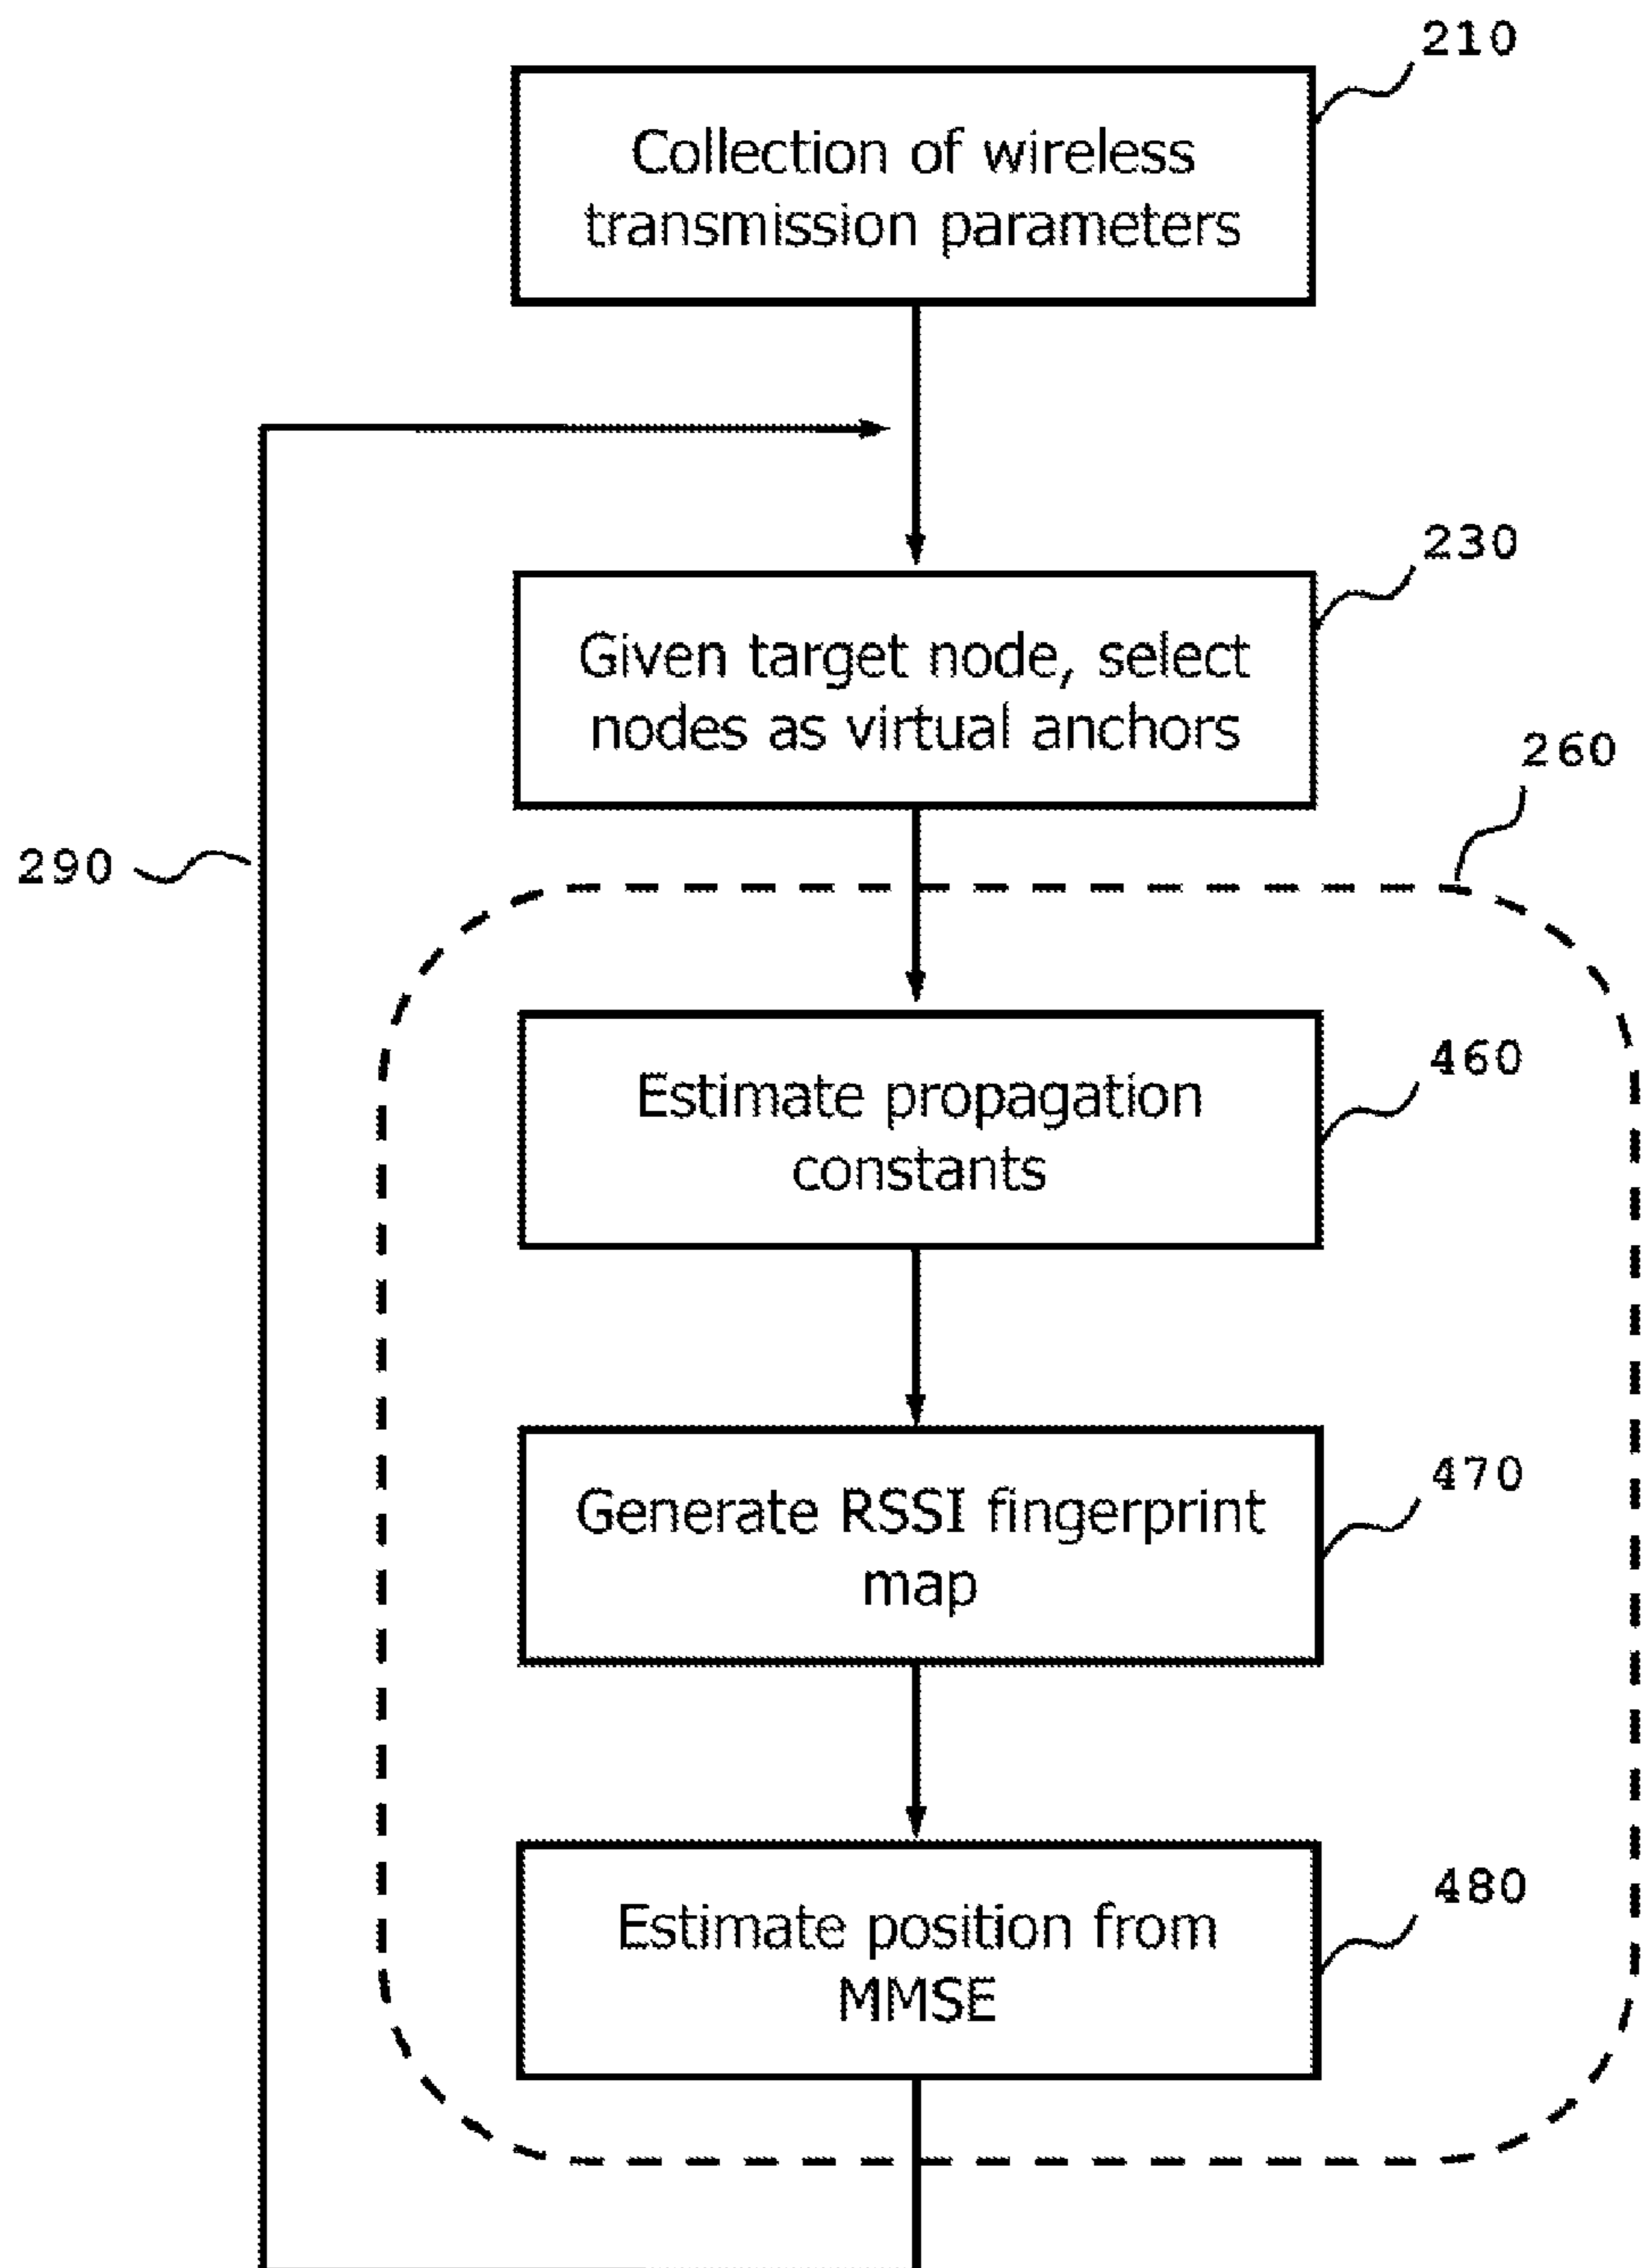 210
Collection of wireless
transmission parameters
230
Given target node, select
nodes as virtual anchors
260
290
460
Estimate propagation
constants
470
Generate RSSI fingerprint
map
480
Estimate position from
MMSE